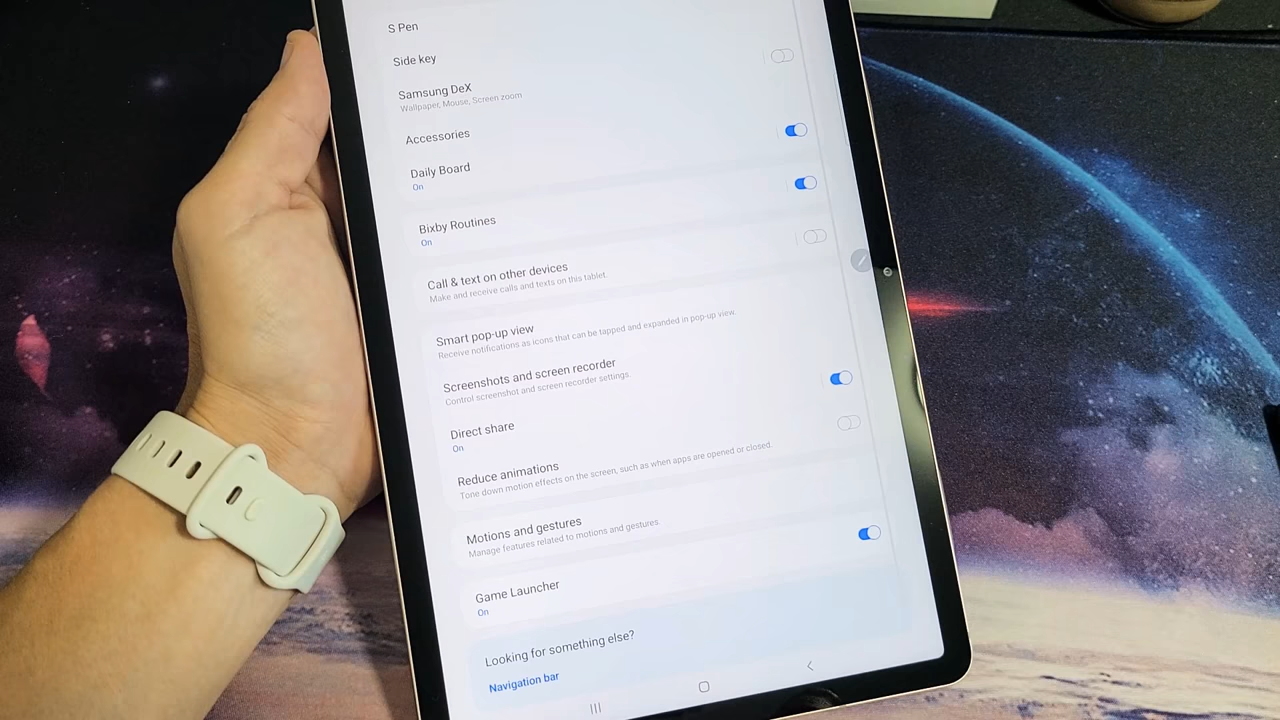 S Pen
Side key
Samsung DeX
Wallpaper, Mouse, Screen zoom
Accessories
Daily Board
On
Bixby Routines
On
Call & text on other devices
Make and receive calls and texts on this tablet.
Smart pop-up view
Receive notifications as icons that can be tapped and expanded in pop-up view.
Screenshots and screen recorder
Control screenshot and screen recorder settings.
Direct share
On
Reduce animations
Tone down motion effects on the screen, such as when apps are opened or closed.
Motions and gestures
Manage features related to motions and gestures.
Game Launcher
On
Looking for something else?
Navigation bar